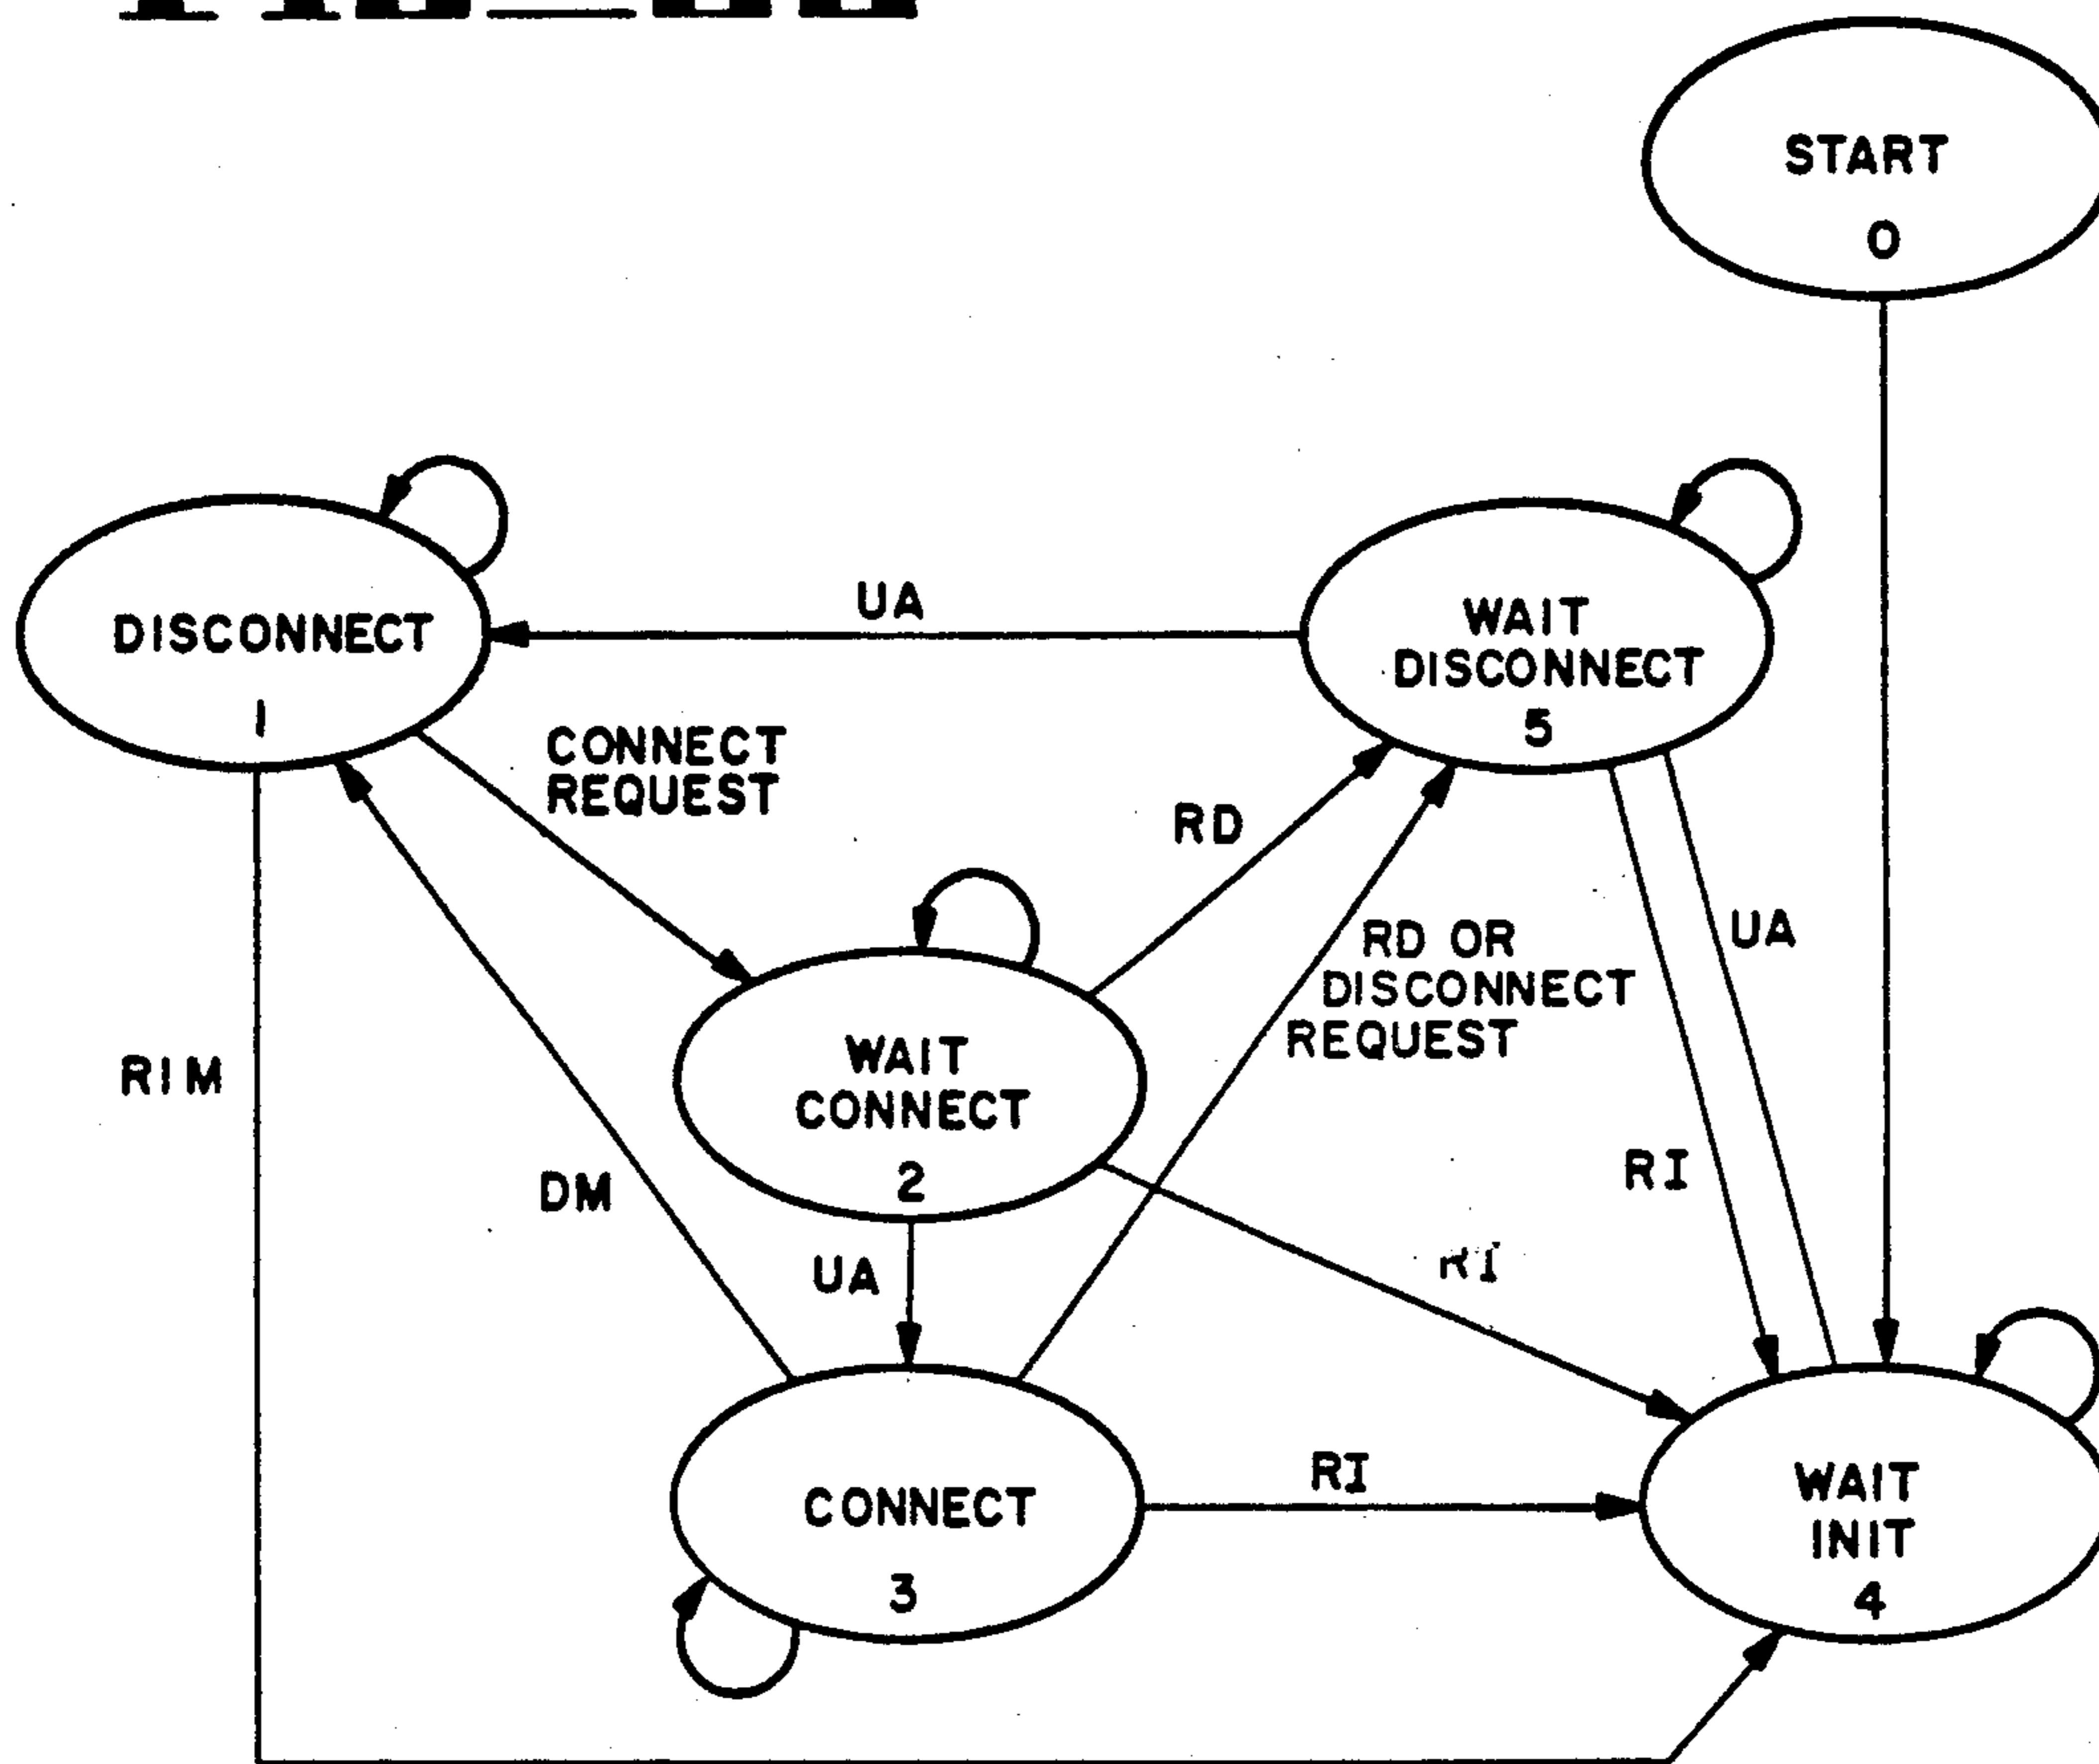 START
0
DISCONNECT
1
UA
WAIT
DISCONNECT
5
CONNECT
REQUEST
RD
RD OR
DISCONNECT
REQUEST
UA
WAIT
CONNECT
2
RIM
DM
UA
RI
RI
RI
CONNECT
3
WAIT
INIT
4